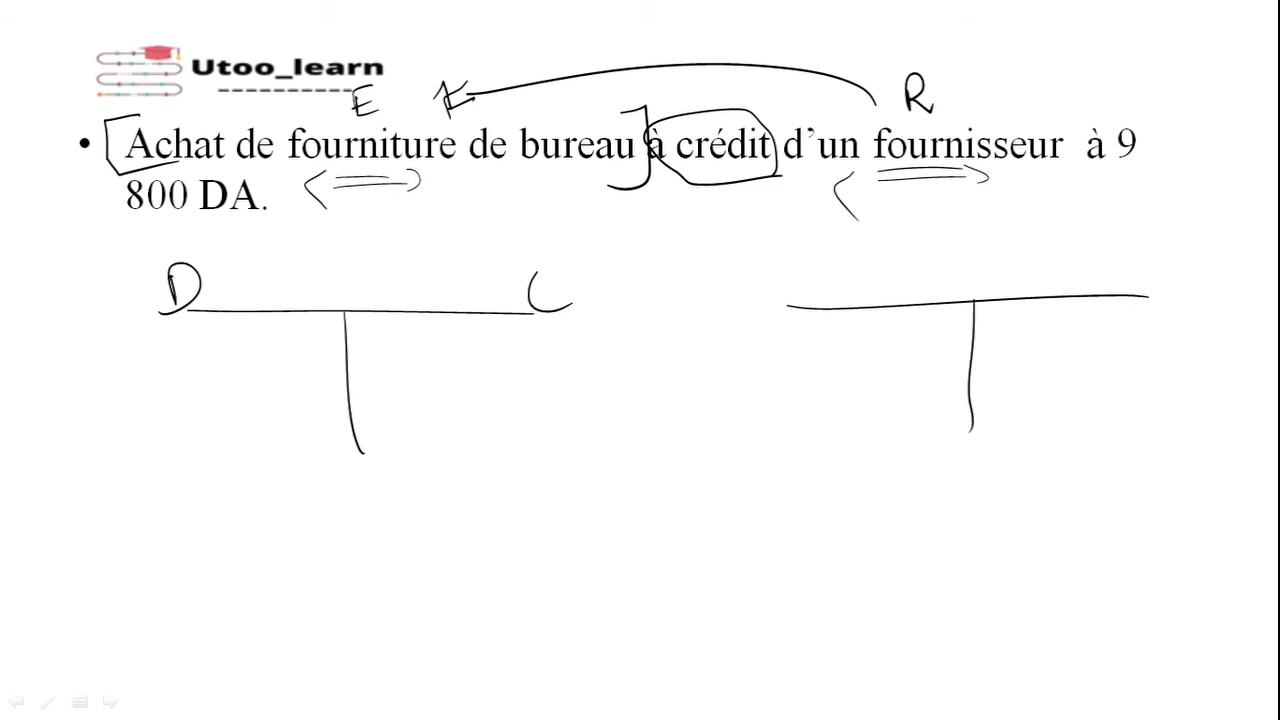 Utoo_learn
E R
• Achat de fourniture de bureau à crédit d’un fournisseur à 9
800 DA.
D C